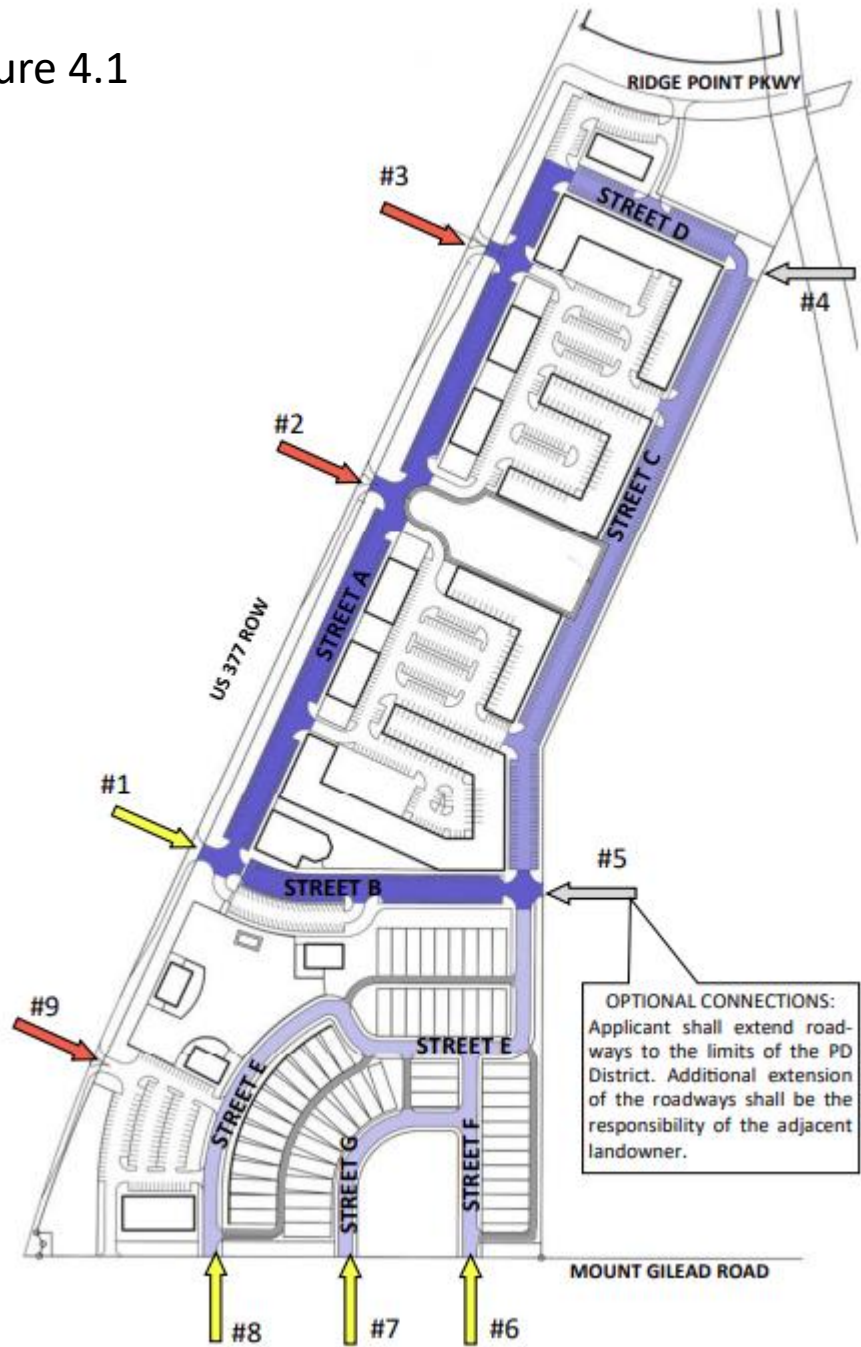 ure 4.1
RIDGE POINT PKWY
#3
STREET D
#4
#2
STREET C
STREET A
US 377 ROW
#1
#5
STREET B
OPTIONAL CONNECTIONS:
Applicant shall extend road-
ways to the limits of the PD
District. Additional extension
of the roadways shall be the
responsibility of the adjacent
landowner.
#9
STREET E
STREET E
STREET G
STREET F
MOUNT GILEAD ROAD
#8
#7
#6